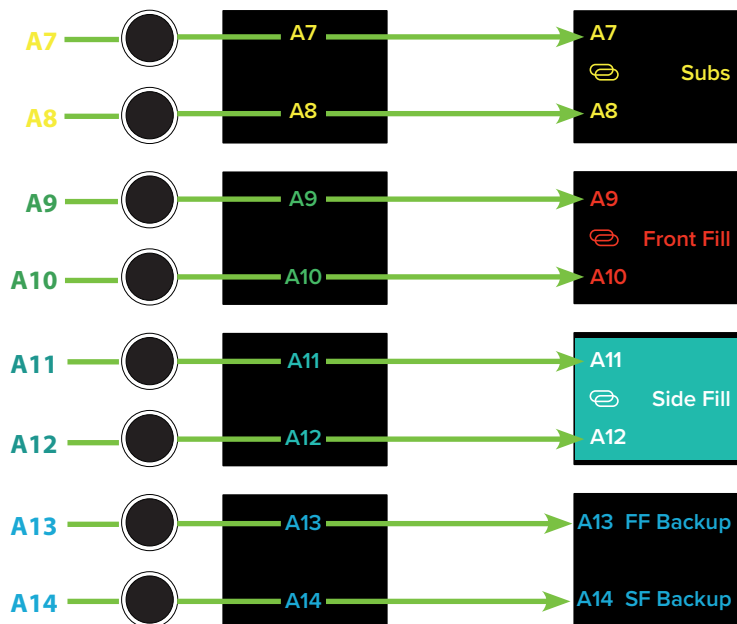 A7 A7 A7
Subs
A8 A8 A8
A9 A9 A9
Front Fill
A10 A10 A10
A11 A11 A11
Side Fill
A12 A12 A12
A13 A13 A13 FF Backup
A14 A14 A14 SF Backup